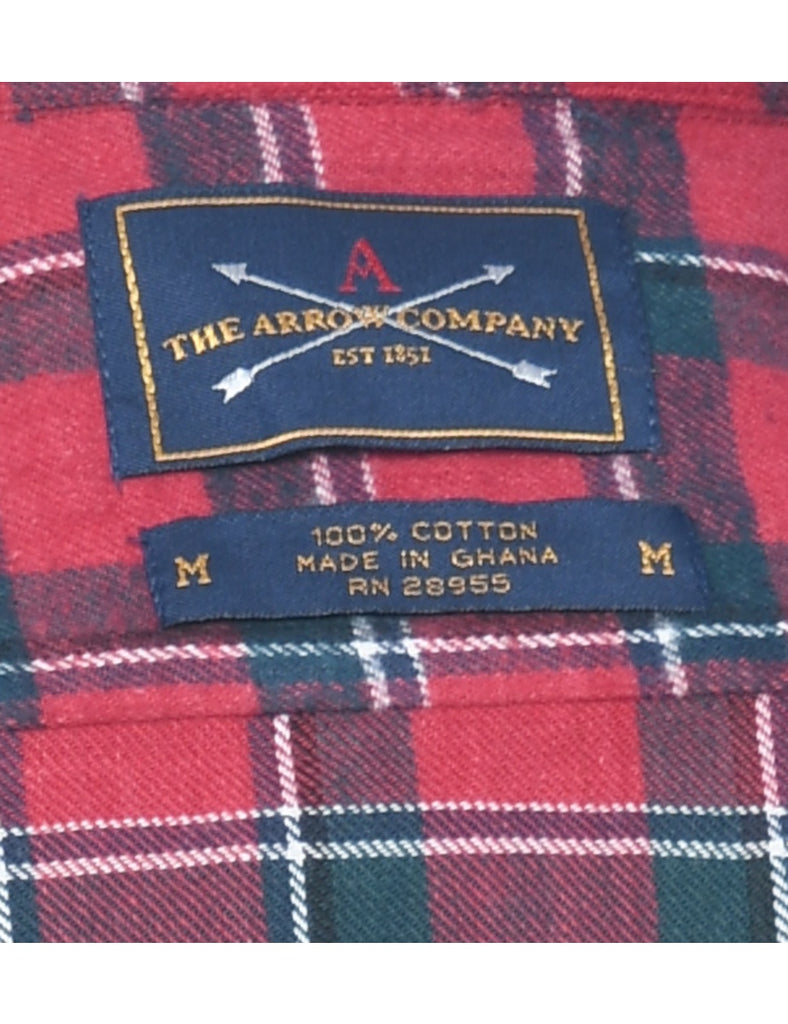 A
THE ARROW COMPANY
EST 1851
100% COTTON
M MADE IN GHANA M
RN 28955